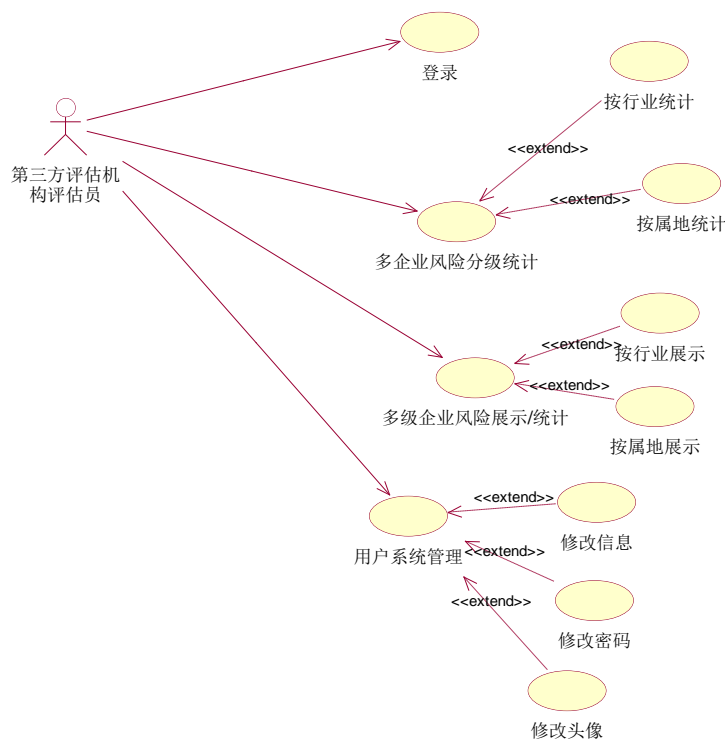 登录
按行业统计
<<extend>>
第三方评估机
构评估员
<<extend>>
按属地统计
多企业风险分级统计
<<extend>>
按行业展示
<<extend>>
多级企业风险展示/统计
按属地展示
<<extend>>
修改信息
用户系统管理
<<extend>>
<<extend>>
修改密码
修改头像